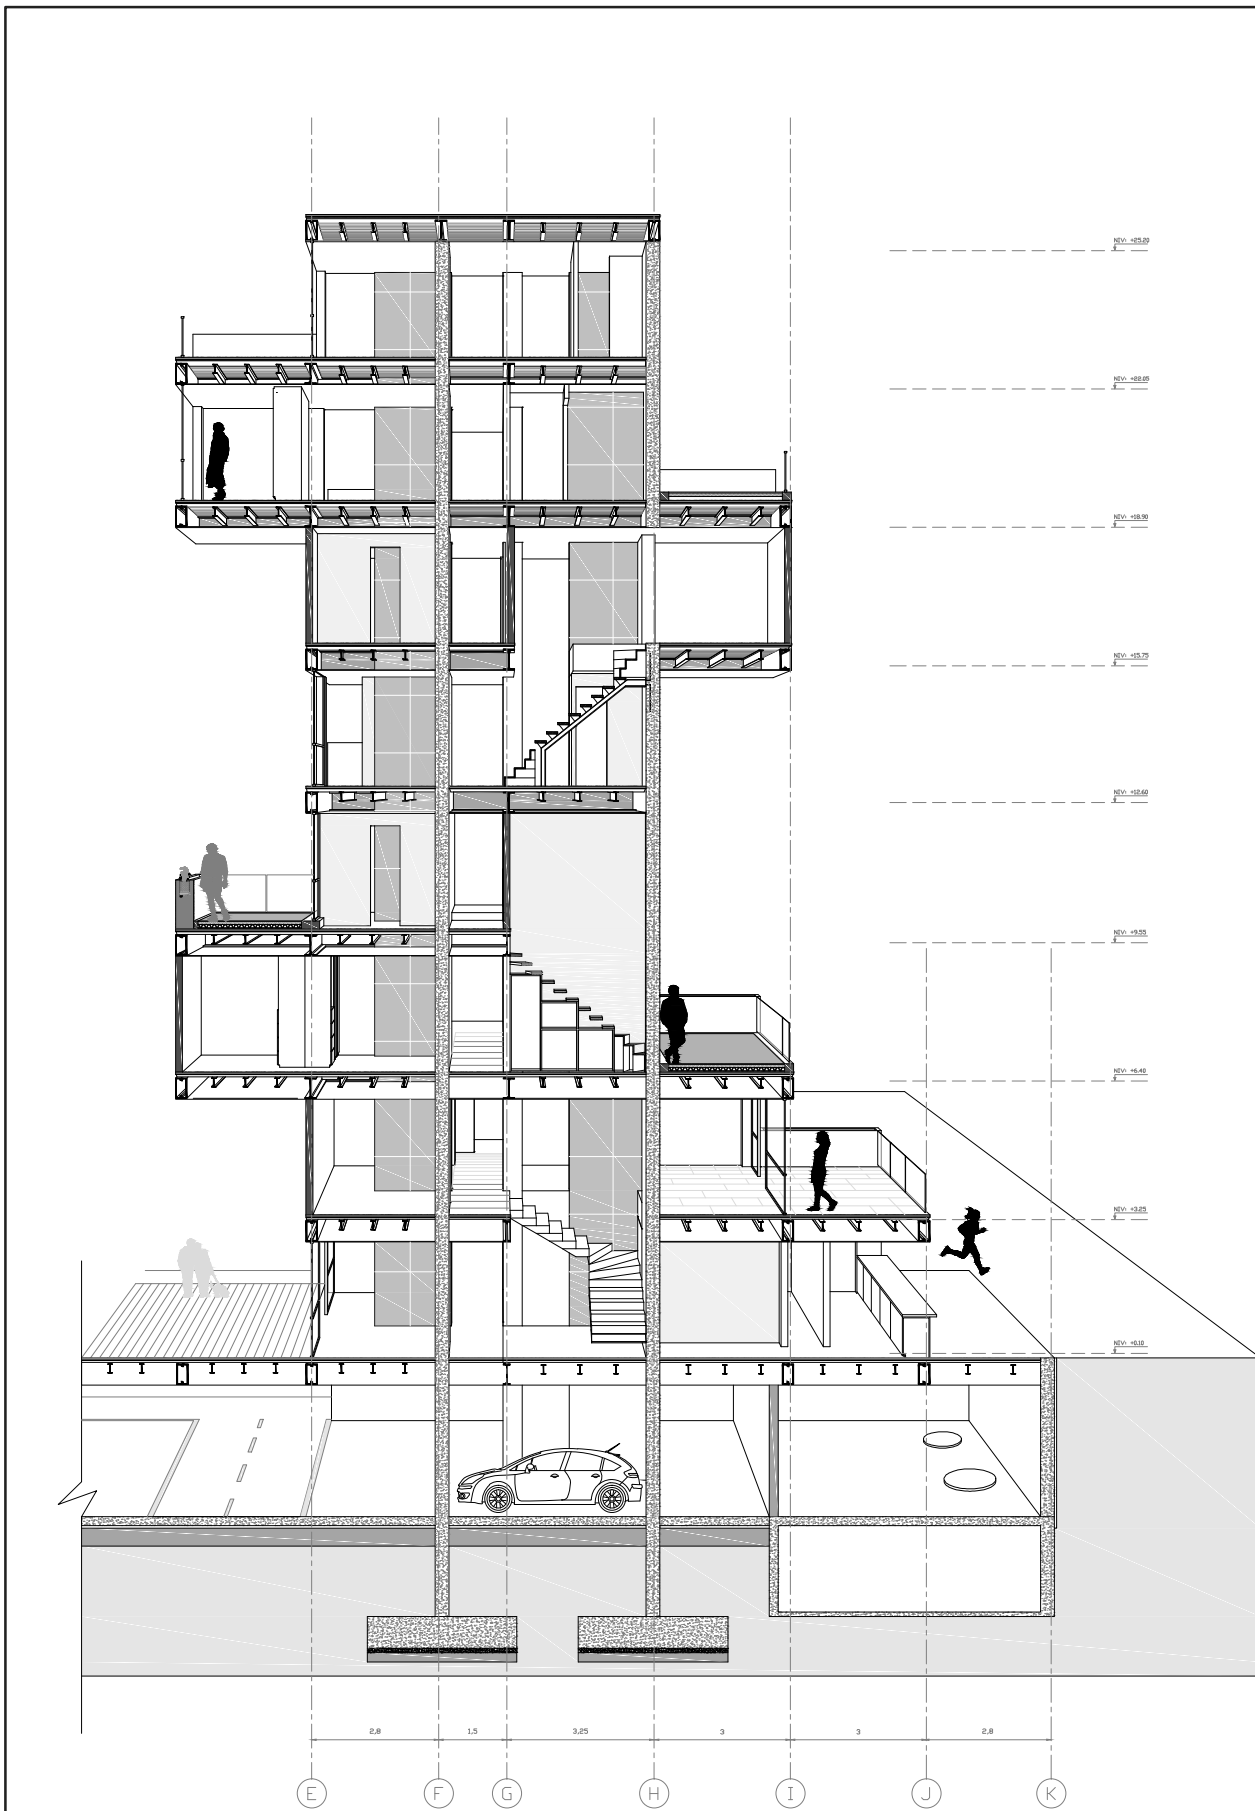 NIV: +25.20
NIV: +22.05
NIV: +18.90
NIV: +15.75
NIV: +12.60
NIV: +9.55
NIV: +6.40
NIV: +3.25
NIV: +0.10
2,8 1,5 3,25 3 3 2,8
E F G H I J K